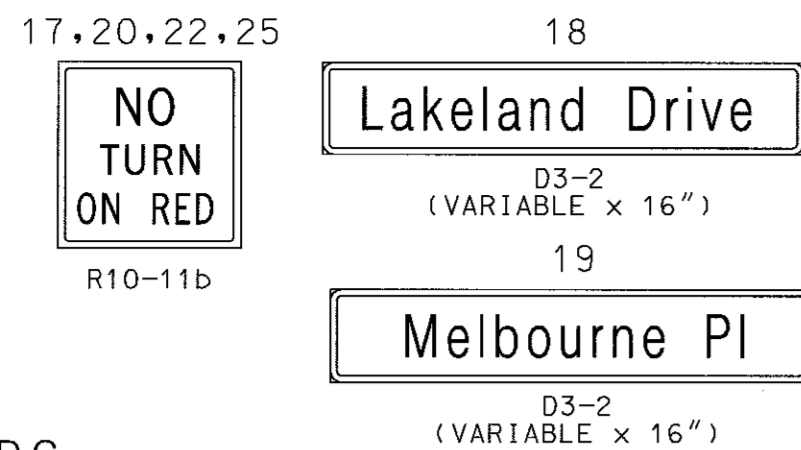 17,20,22,25
NO
TURN
ON RED
R10-11b
18
Lakeland Drive
D3-2
(VARIABLE x 16")
19
Melbourne Pl
D3-2
(VARIABLE x 16")